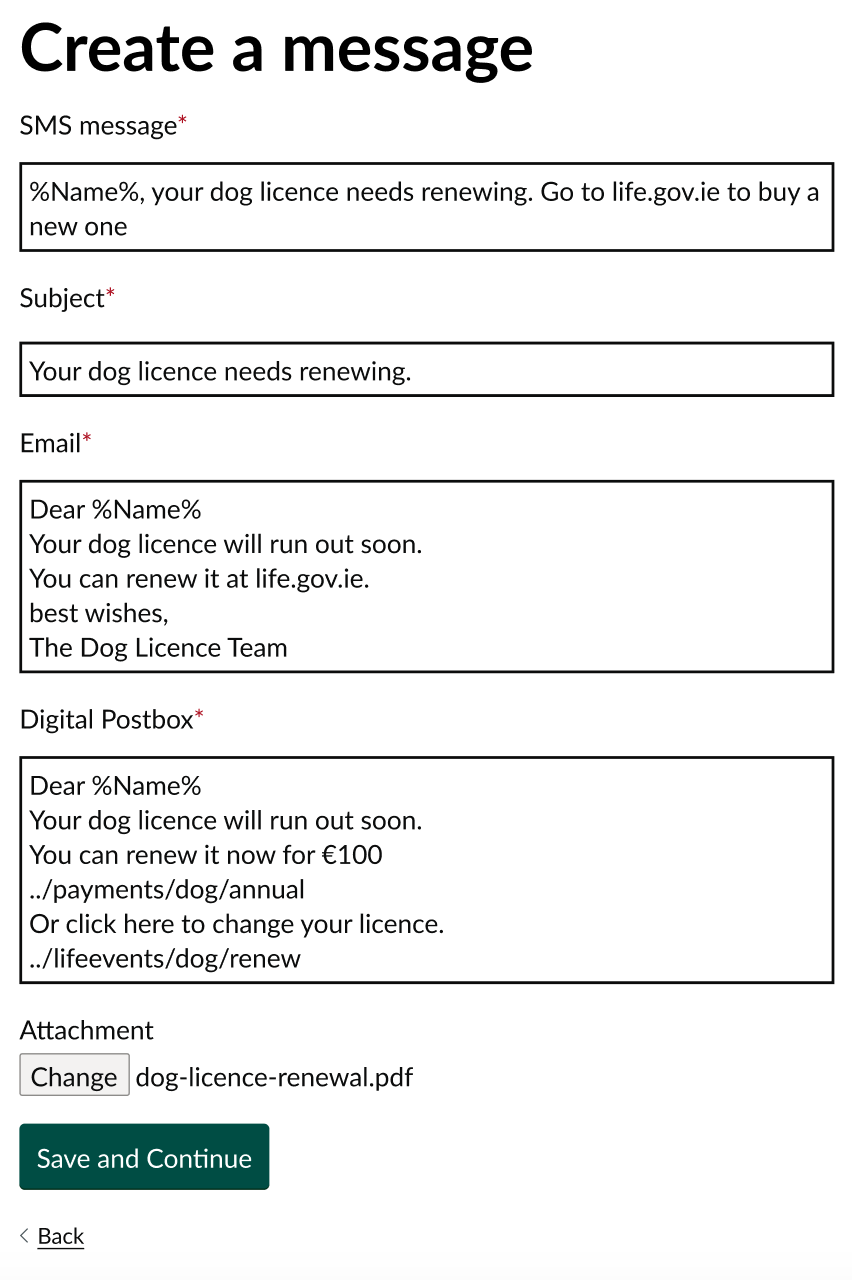 Create a message
SMS message*
%Name%, your dog licence needs renewing. Go to life.gov.ie to buy a
new one
Subject*
Your dog licence needs renewing.
Email*
Dear %Name%
Your dog licence will run out soon.
You can renew it at life.gov.ie.
best wishes,
The Dog Licence Team
Digital Postbox*
Dear %Name%
Your dog licence will run out soon.
You can renew it now for €100
../payments/dog/annual
Or click here to change your licence.
../lifeevents/dog/renew
Attachment
Change dog-licence-renewal.pdf
Save and Continue
< Back